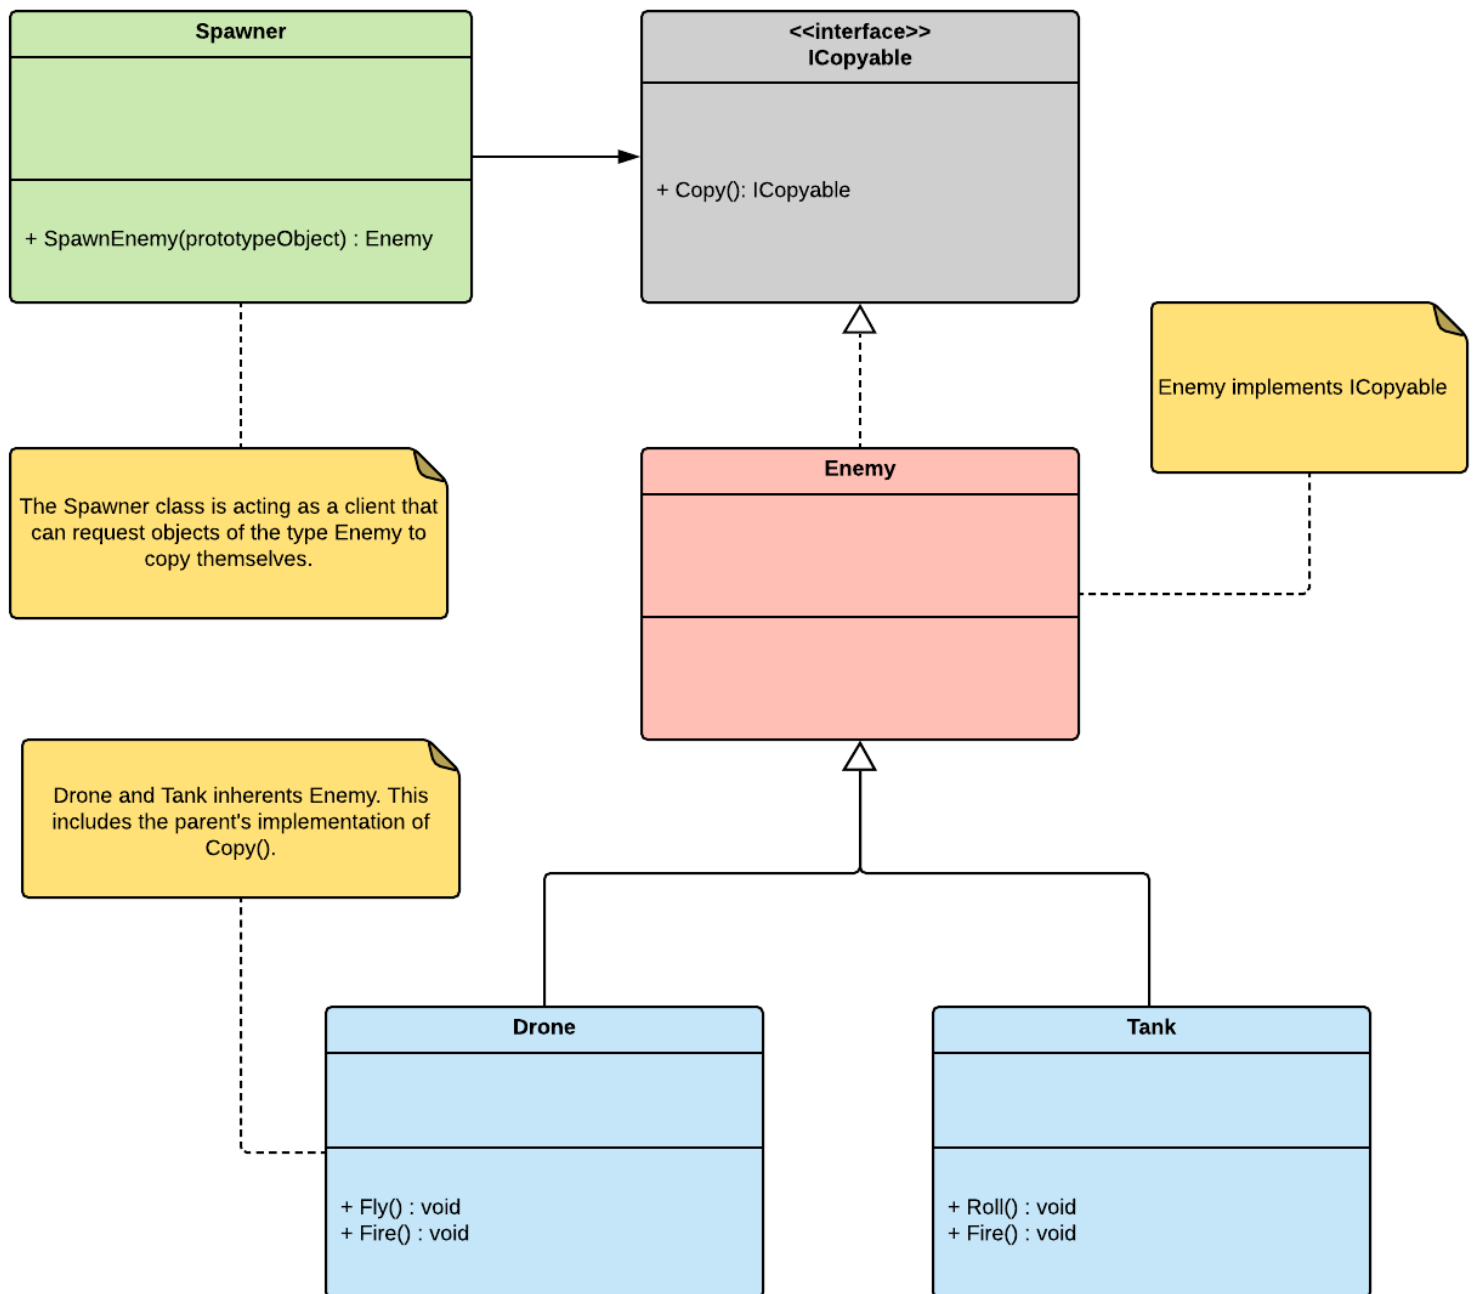 Spawner
+ SpawnEnemy(prototypeObject) : Enemy
<<interface>>
ICopyable
+ Copy(): ICopyable
Enemy implements ICopyable
The Spawner class is acting as a client that
can request objects of the type Enemy to
copy themselves.
Enemy
Drone and Tank inherents Enemy. This
includes the parent's implementation of
Copy().
Drone
+ Fly() : void
+ Fire() : void
Tank
+ Roll() : void
+ Fire() : void